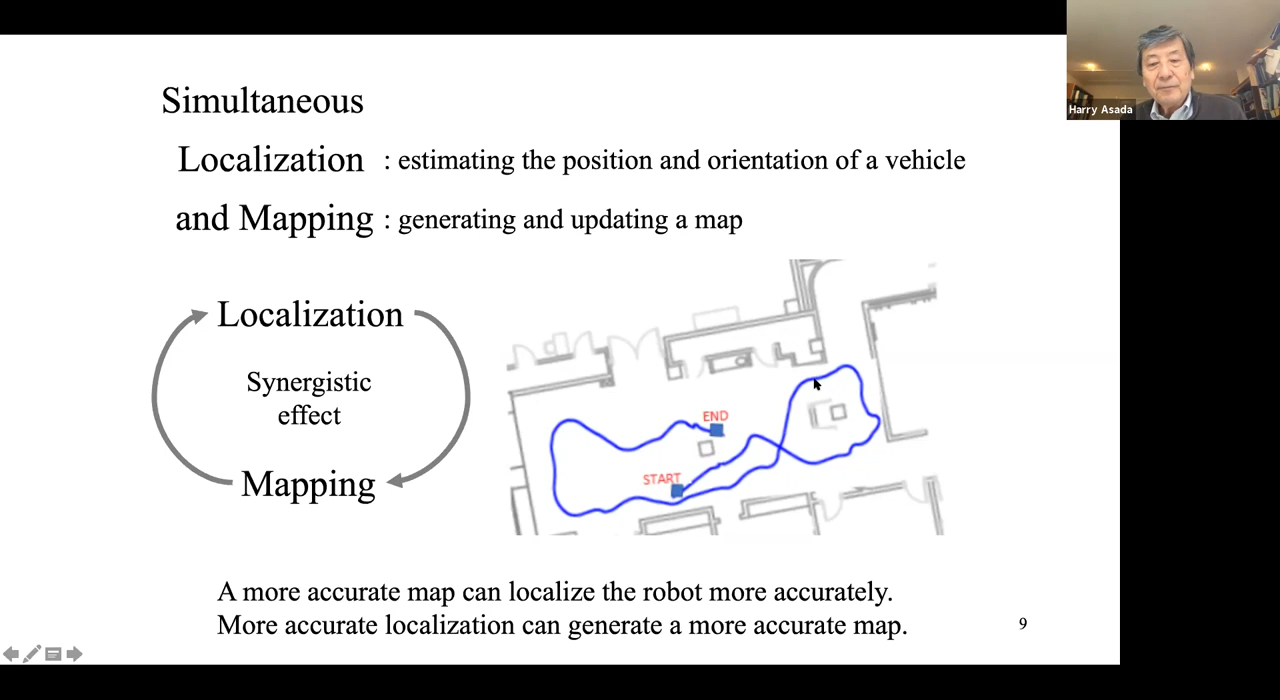 Harry Asada
Simultaneous
Localization : estimating the position and orientation of a vehicle
and Mapping : generating and updating a map
Localization
Synergistic
effect
Mapping
END
START
A more accurate map can localize the robot more accurately.
More accurate localization can generate a more accurate map.
9